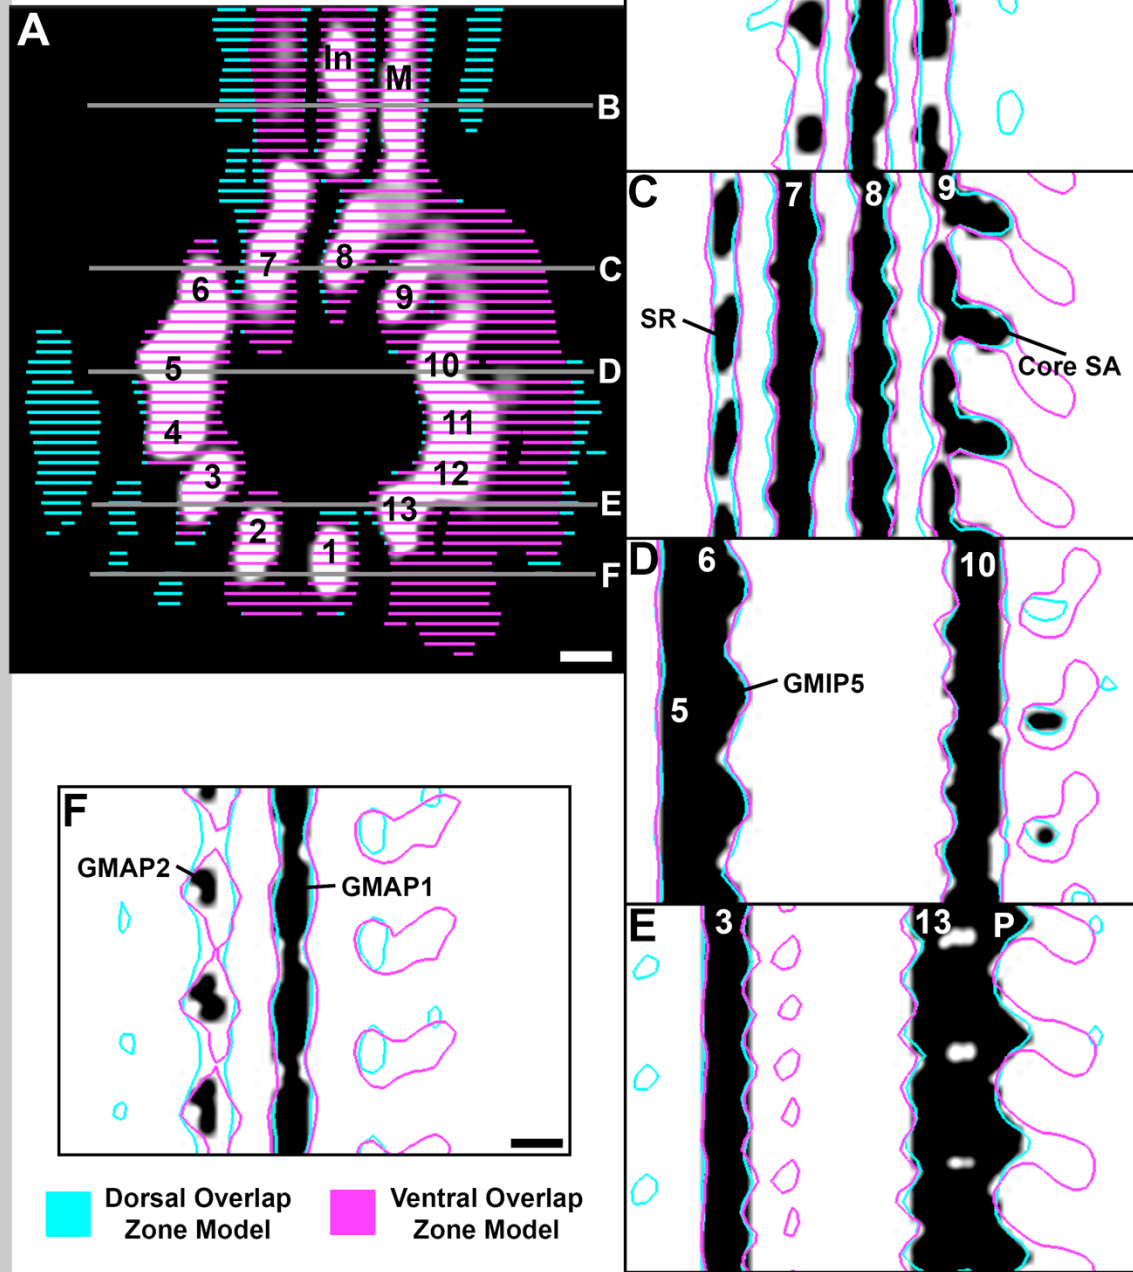 A
In
M
B
7
8
C
6
9
5
10
D
4
11
3
12
13
E
2
1
F
C
7
8
9
SR
Core SA
D
6
10
GMIP5
5
E
3
13
P
F
GMAP2
GMAP1
Dorsal Overlap
Zone Model
Ventral Overlap
Zone Model